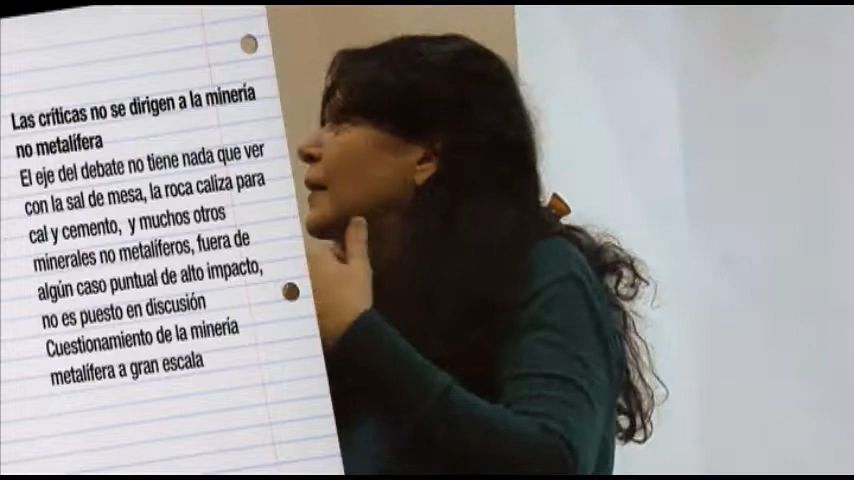 Las críticas no se dirigen a la minería
no metalífera
El eje del debate no tiene nada que ver
con la sal de mesa, la roca caliza para
cal y cemento, y muchos otros
minerales no metalíferos, fuera de
algún caso puntual de alto impacto,
no es puesto en discusión
Cuestionamiento de la minería
metalífera a gran escala